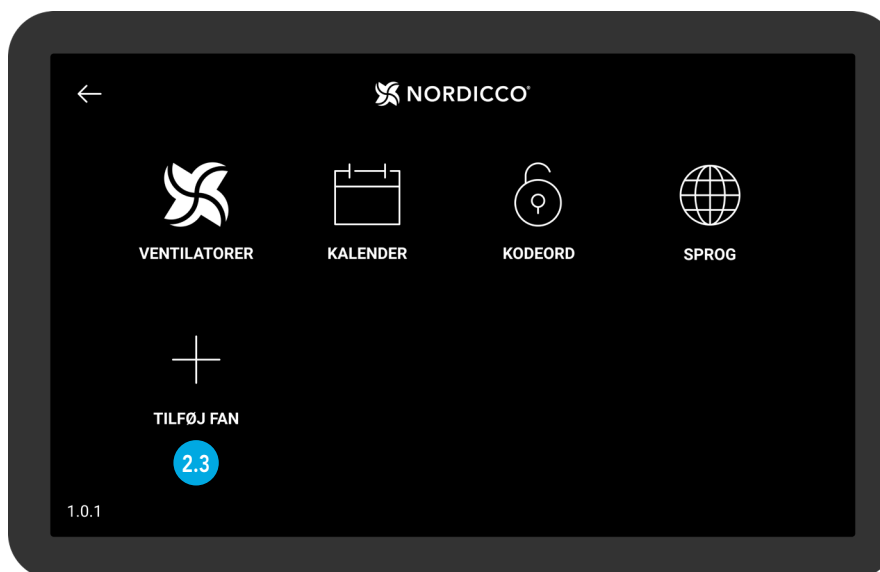 NORDICCO®
VENTILATORER
KALENDER
KODEORD
SPROG
TILFØJ FAN
2.3
1.0.1